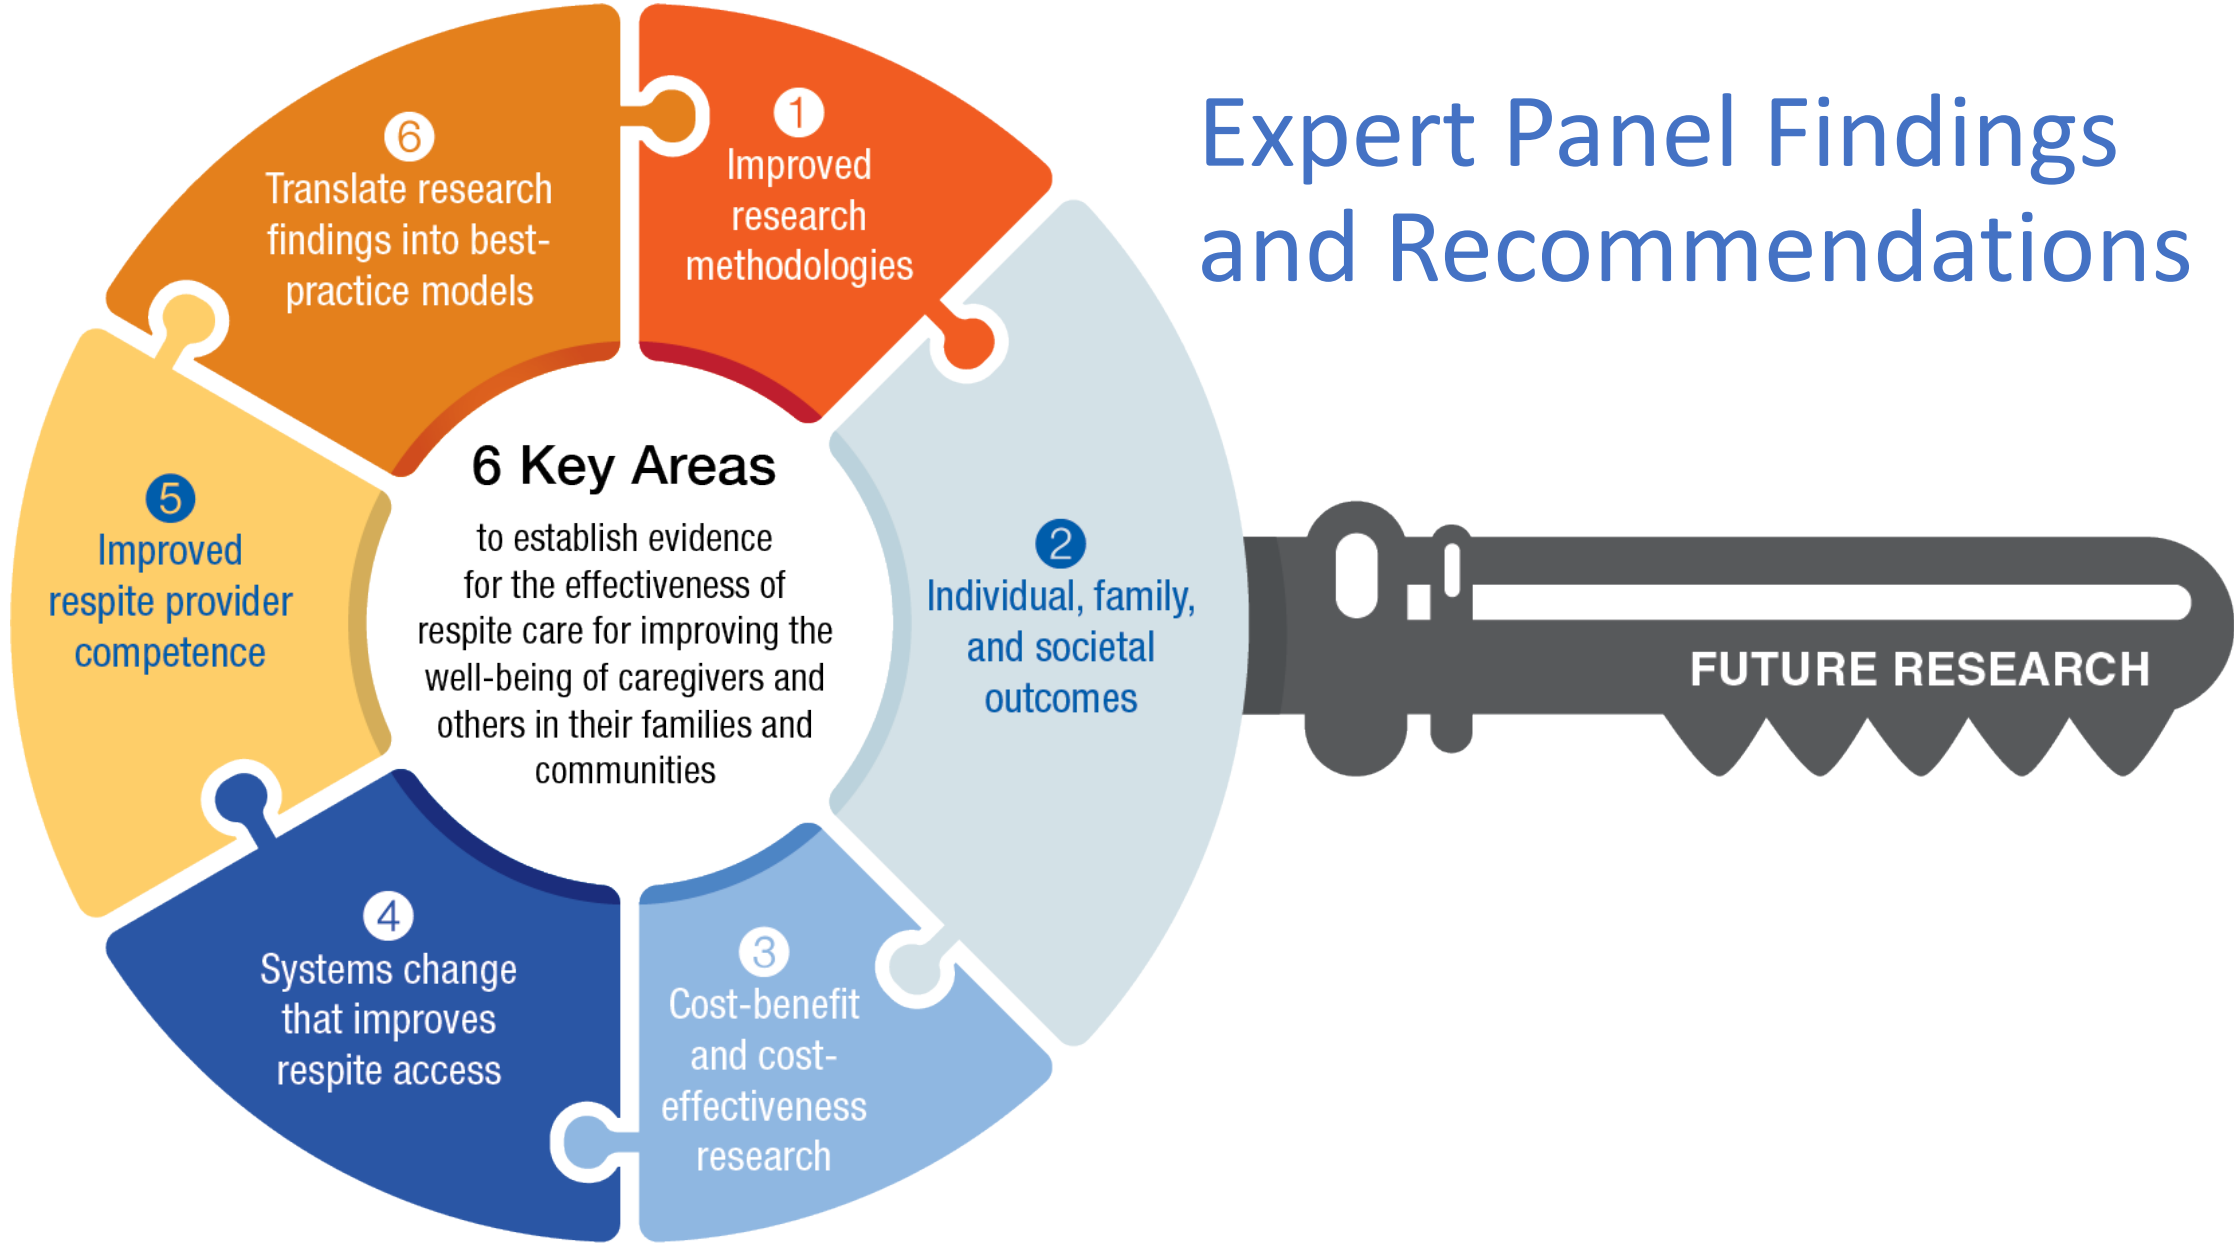 Expert Panel Findings
and Recommendations
1
Improved
research
methodologies
2
Individual, family,
and societal
outcomes
3
Cost-benefit
and cost-
effectiveness
research
4
Systems change
that improves
respite access
5
Improved
respite provider
competence
6
Translate research
findings into best-
practice models
6 Key Areas
to establish evidence
for the effectiveness of
respite care for improving the
well-being of caregivers and
others in their families and
communities
FUTURE RESEARCH